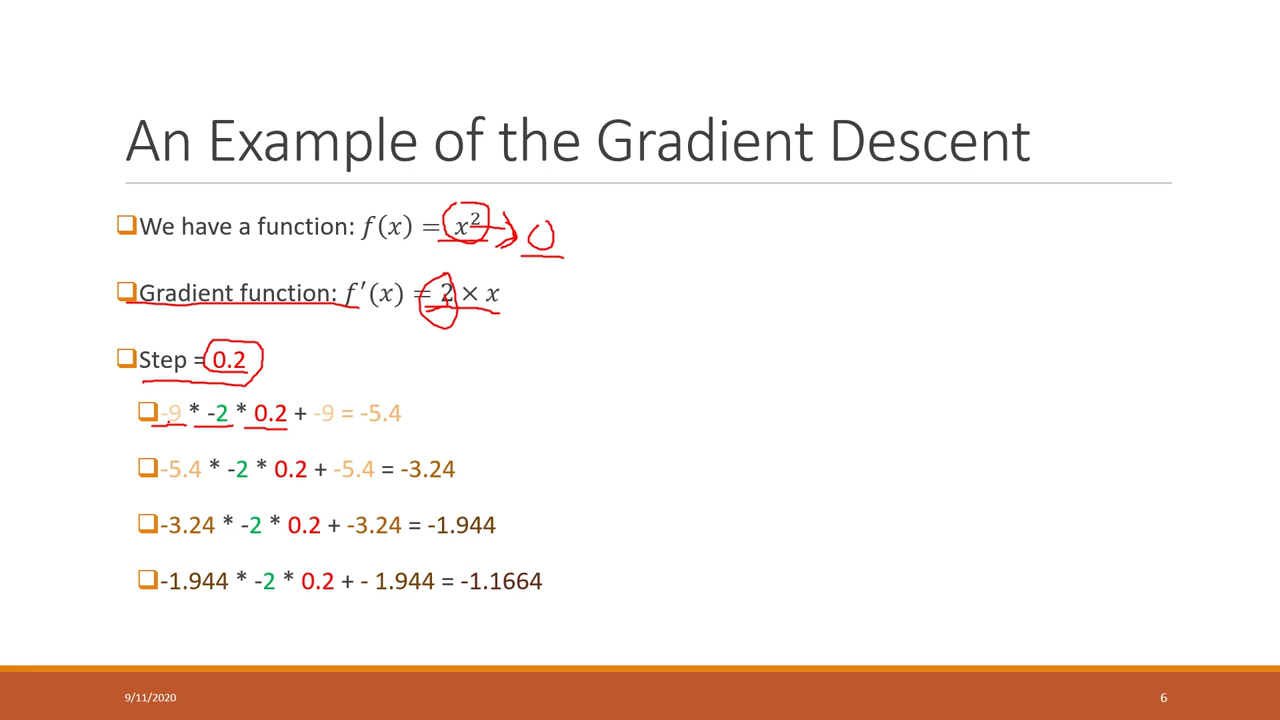 An Example of the Gradient Descent
We have a function: 𝑓(𝑥) = 𝑥² → 0
Gradient function: 𝑓′(𝑥) = 2 × 𝑥
Step = 0.2
-9 * -2 * 0.2 + -9 = -5.4
-5.4 * -2 * 0.2 + -5.4 = -3.24
-3.24 * -2 * 0.2 + -3.24 = -1.944
-1.944 * -2 * 0.2 + - 1.944 = -1.1664
9/11/2020
6